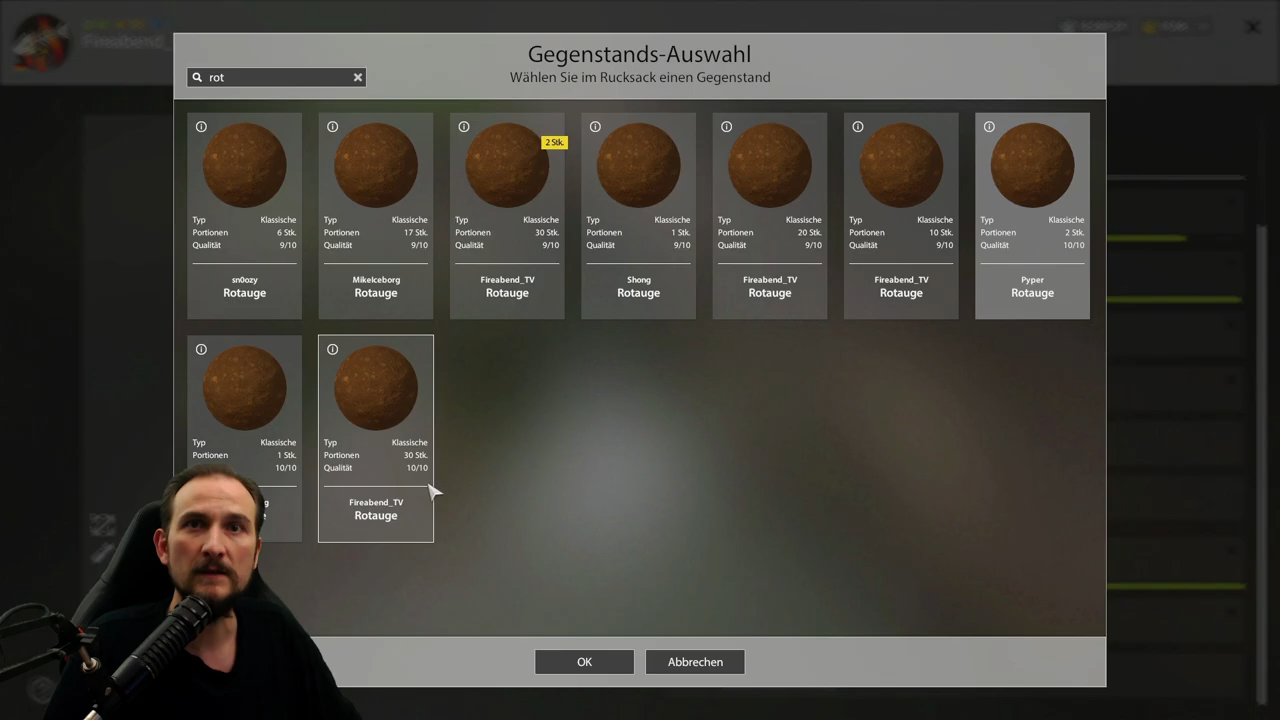 Fireabend_
Gegenstands-Auswahl
Wählen Sie im Rucksack einen Gegenstand
rot
Typ Klassische
Portionen 6 Stk.
Qualität 9/10
sn0ozy
Rotauge
Typ Klassische
Portionen 17 Stk.
Qualität 9/10
MikeIceborg
Rotauge
2 Stk.
Typ Klassische
Portionen 30 Stk.
Qualität 9/10
Fireabend_TV
Rotauge
Typ Klassische
Portionen 1 Stk.
Qualität 9/10
Shong
Rotauge
Typ Klassische
Portionen 20 Stk.
Qualität 9/10
Fireabend_TV
Rotauge
Typ Klassische
Portionen 10 Stk.
Qualität 9/10
Fireabend_TV
Rotauge
Typ Klassische
Portionen 2 Stk.
Qualität 10/10
Pyper
Rotauge
Typ Klassische
Portionen 1 Stk.
10/10
Typ Klassische
Portionen 30 Stk.
Qualität 10/10
Fireabend_TV
Rotauge
OK
Abbrechen